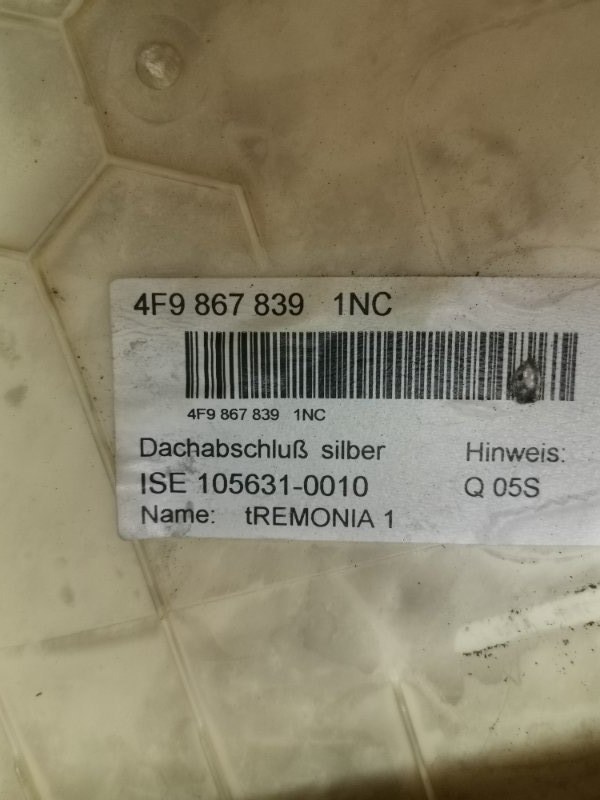 4F9 867 839 1NC
4F9 867 839 1NC
Dachabschluß silber Hinweis:
ISE 105631-0010 Q 05S
Name: tREMONIA 1